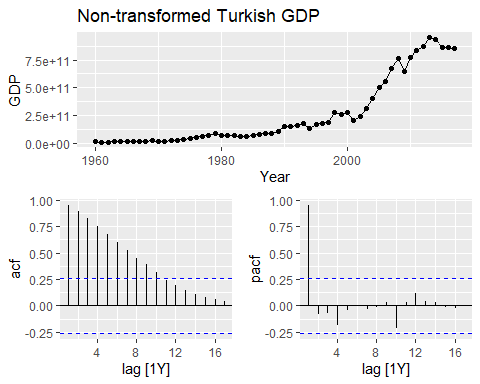 Non-transformed Turkish GDP
7.5e+11
5.0e+11
2.5e+11
0.0e+00
GDP
1960 1980 2000
Year
1.00
0.75
0.50
0.25
0.00
-0.25
acf
4 8 12 16
lag [1Y]
1.00
0.75
0.50
0.25
0.00
-0.25
pacf
4 8 12 16
lag [1Y]